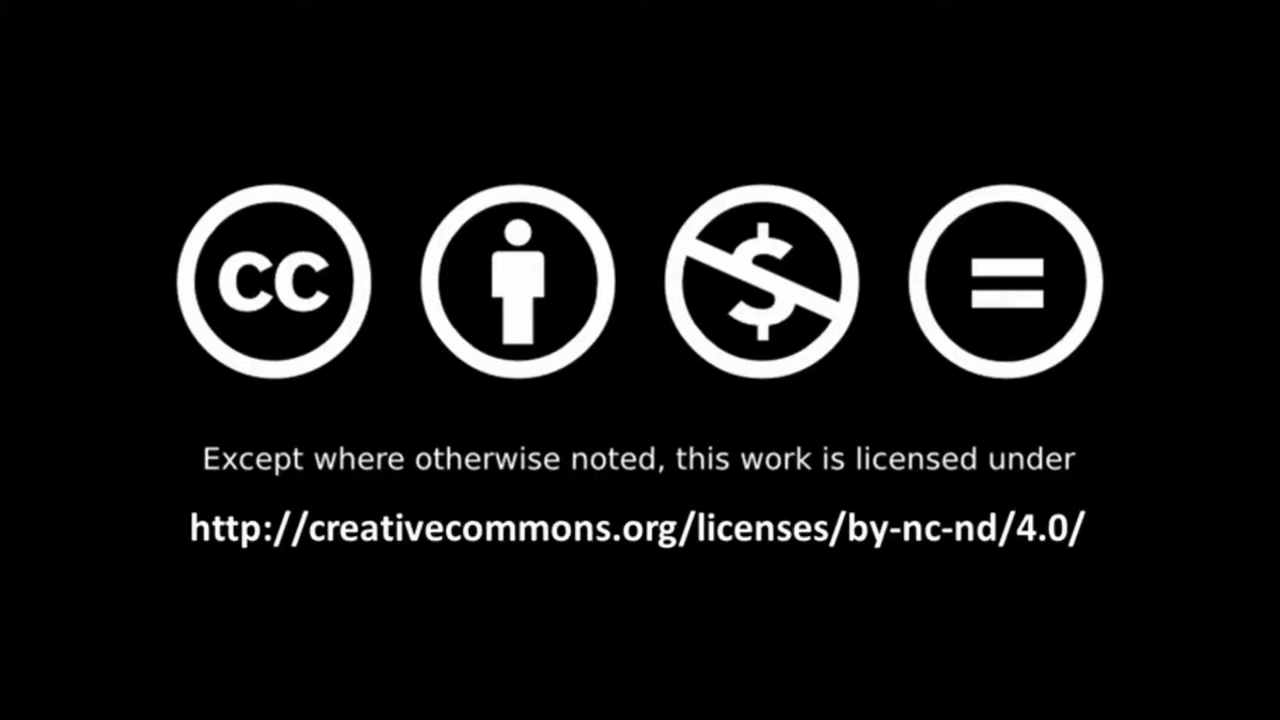 cc
$
=
Except where otherwise noted, this work is licensed under
http://creativecommons.org/licenses/by-nc-nd/4.0/